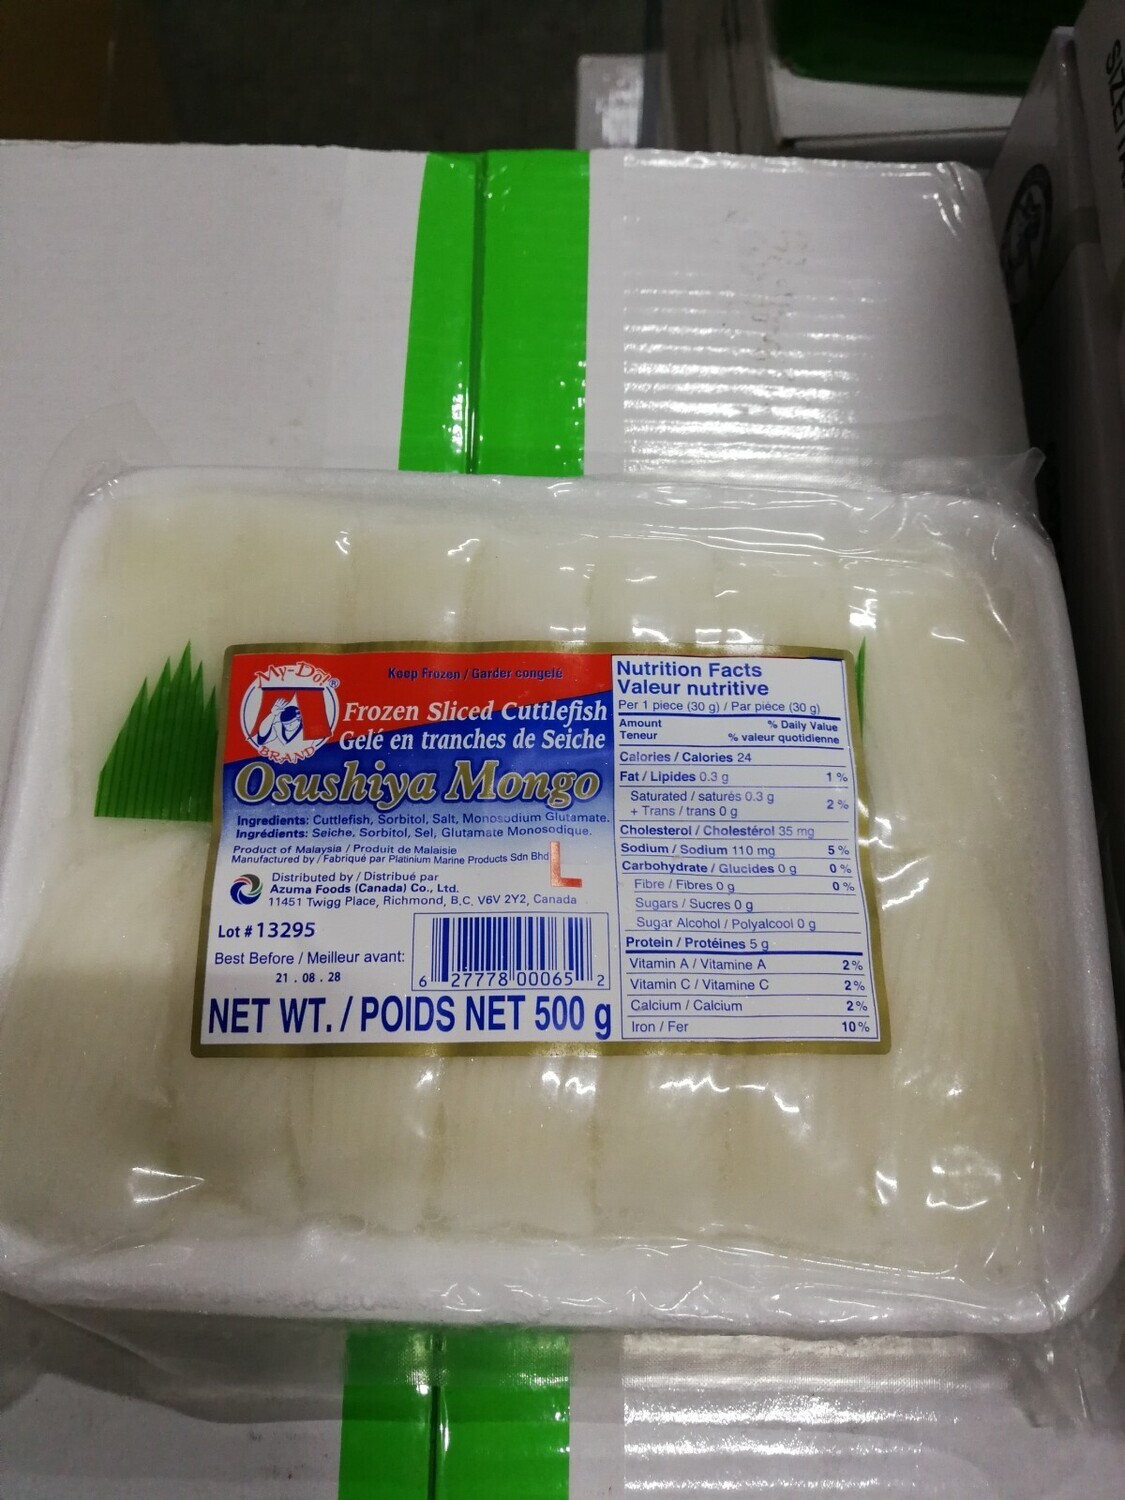 SIZE
My-Dō!®
BRAND
Keep Frozen / Garder congelé
Frozen Sliced Cuttlefish
Gelé en tranches de Seiche
Osushiya Mongo
Ingredients: Cuttlefish, Sorbitol, Salt, Monosodium Glutamate.
Ingrédients: Seiche, Sorbitol, Sel, Glutamate Monosodique.
Product of Malaysia / Produit de Malaisie
Manufactured by / Fabriqué par Platinium Marine Products Sdn Bhd
L
Distributed by / Distribué par
Azuma Foods (Canada) Co., Ltd.
11451 Twigg Place, Richmond, B.C. V6V 2Y2, Canada
Lot # 13295
Best Before / Meilleur avant:
21 . 08 . 28
6 27778 00065 2
NET WT. / POIDS NET 500 g
Nutrition Facts
Valeur nutritive
Per 1 piece (30 g) / Par pièce (30 g)
Amount % Daily Value
Teneur % valeur quotidienne
Calories / Calories 24
Fat / Lipides 0.3 g 1 %
Saturated / saturés 0.3 g
+ Trans / trans 0 g 2 %
Cholesterol / Cholestérol 35 mg
Sodium / Sodium 110 mg 5 %
Carbohydrate / Glucides 0 g 0 %
Fibre / Fibres 0 g 0 %
Sugars / Sucres 0 g
Sugar Alcohol / Polyalcool 0 g
Protein / Protéines 5 g
Vitamin A / Vitamine A 2 %
Vitamin C / Vitamine C 2 %
Calcium / Calcium 2 %
Iron / Fer 10 %